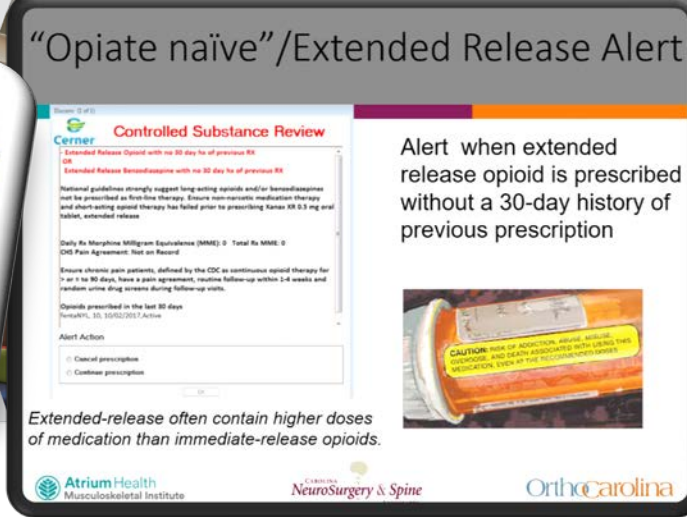 “Opiate naïve”/Extended Release Alert
Cerner
Controlled Substance Review
- Extended Release Opioid with no 30 day hx of previous RX
OR
Extended Release Benzodiazepine with no 30 day hx of previous RX
National guidelines strongly suggest long-acting opioids and/or benzodiazepines
not be prescribed as first-line therapy. Ensure non-narcotic medication therapy
and short-acting opioid therapy has failed prior to prescribing Xanax XR 0.5 mg oral
tablet, extended release
Daily Rx Morphine Milligram Equivalence (MME): 0 Total Rx MME: 0
CHS Pain Agreement: Not on Record
Ensure chronic pain patients, defined by the CDC as continuous opioid therapy for
> or = to 90 days, have a pain agreement, routine follow-up within 1-4 weeks and
random urine drug screens during follow-up visits.
Opioids prescribed in the last 30 days
fentaNYL, 10, 10/02/2017, Active
Alert Action
Cancel prescription
Continue prescription
Extended-release often contain higher doses
of medication than immediate-release opioids.
Alert when extended
release opioid is prescribed
without a 30-day history of
previous prescription
CAUTION: RISK OF ADDICTION, ABUSE, MISUSE,
OVERDOSE, AND DEATH ASSOCIATED WITH USING THIS
MEDICATION, EVEN AT THE RECOMMENDED DOSES
Atrium Health
Musculoskeletal Institute
CAROLINA
NeuroSurgery & Spine
OrthoCarolina